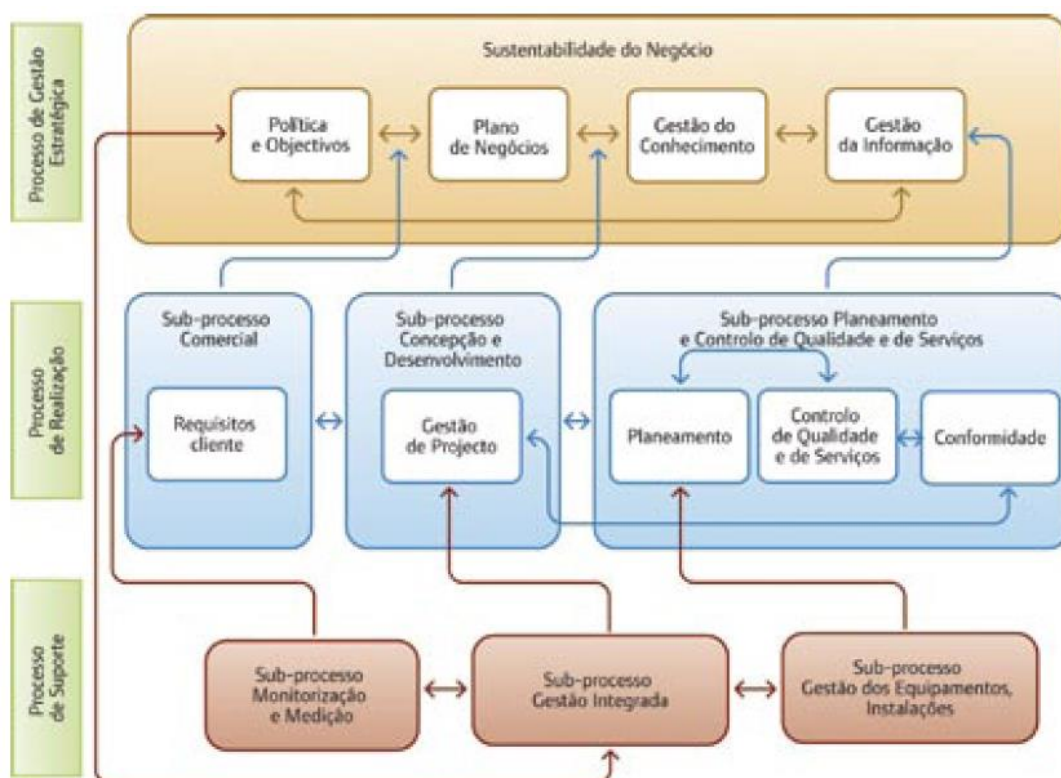 Processo de Gestão
Estratégica
Sustentabilidade do Negócio
Política
e Objectivos
Plano
de Negócios
Gestão do
Conhecimento
Gestão
da Informação
Processo
de Realização
Sub-processo
Comercial
Requisitos
cliente
Sub-processo
Concepção e
Desenvolvimento
Gestão
de Projecto
Sub-processo Planeamento
e Controlo de Qualidade e de Serviços
Planeamento
Controlo
de Qualidade
e de Serviços
Conformidade
Processo
de Suporte
Sub-processo
Monitorização
e Medição
Sub-processo
Gestão Integrada
Sub-processo
Gestão dos Equipamentos,
Instalações